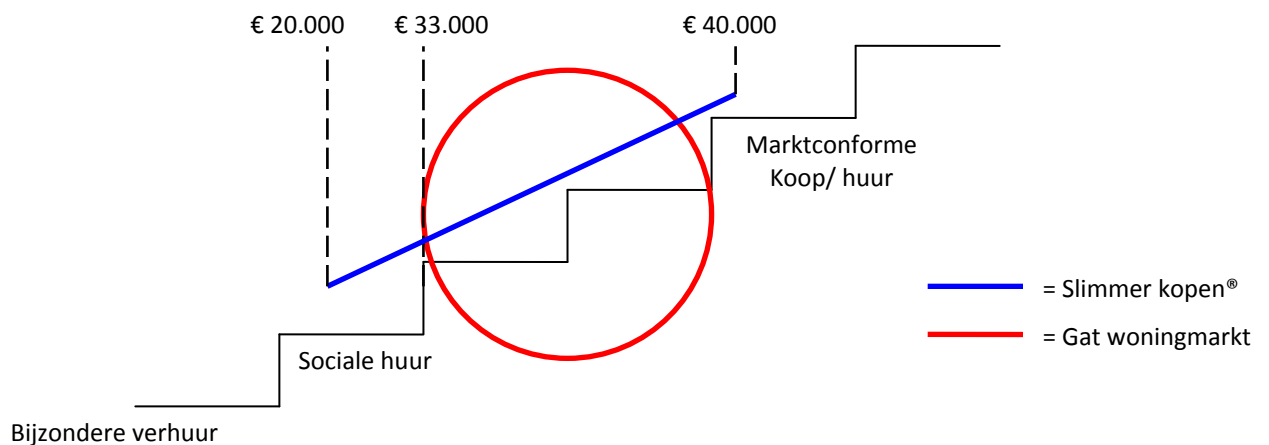 € 20.000
€ 33.000
€ 40.000
Marktconforme
Koop/ huur
= Slimmer kopen®
= Gat woningmarkt
Sociale huur
Bijzondere verhuur